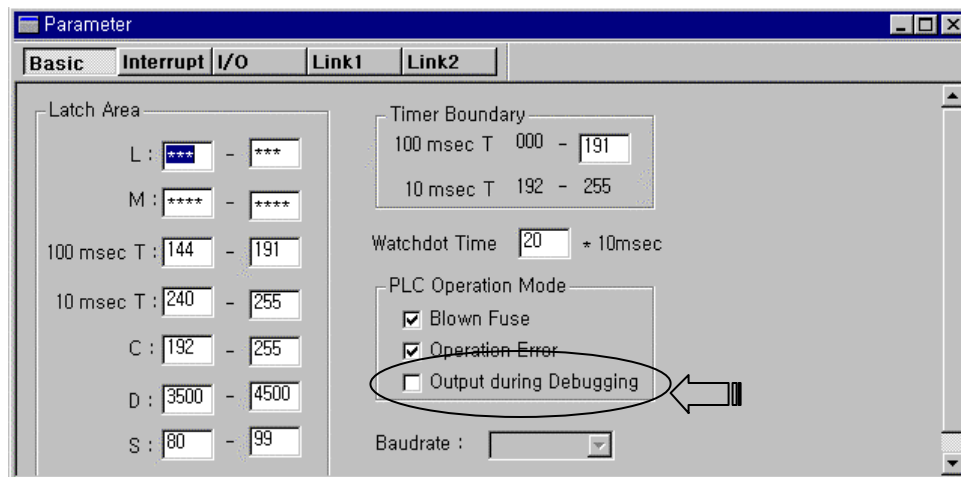 Parameter
Basic Interrupt I/O Link1 Link2
Latch Area
L : *** - ***
M : **** - ****
100 msec T : 144 - 191
10 msec T : 240 - 255
C : 192 - 255
D : 3500 - 4500
S : 80 - 99
Timer Boundary
100 msec T 000 - 191
10 msec T 192 - 255
Watchdot Time 20 * 10msec
PLC Operation Mode
Blown Fuse
Operation Error
Output during Debugging
Baudrate :